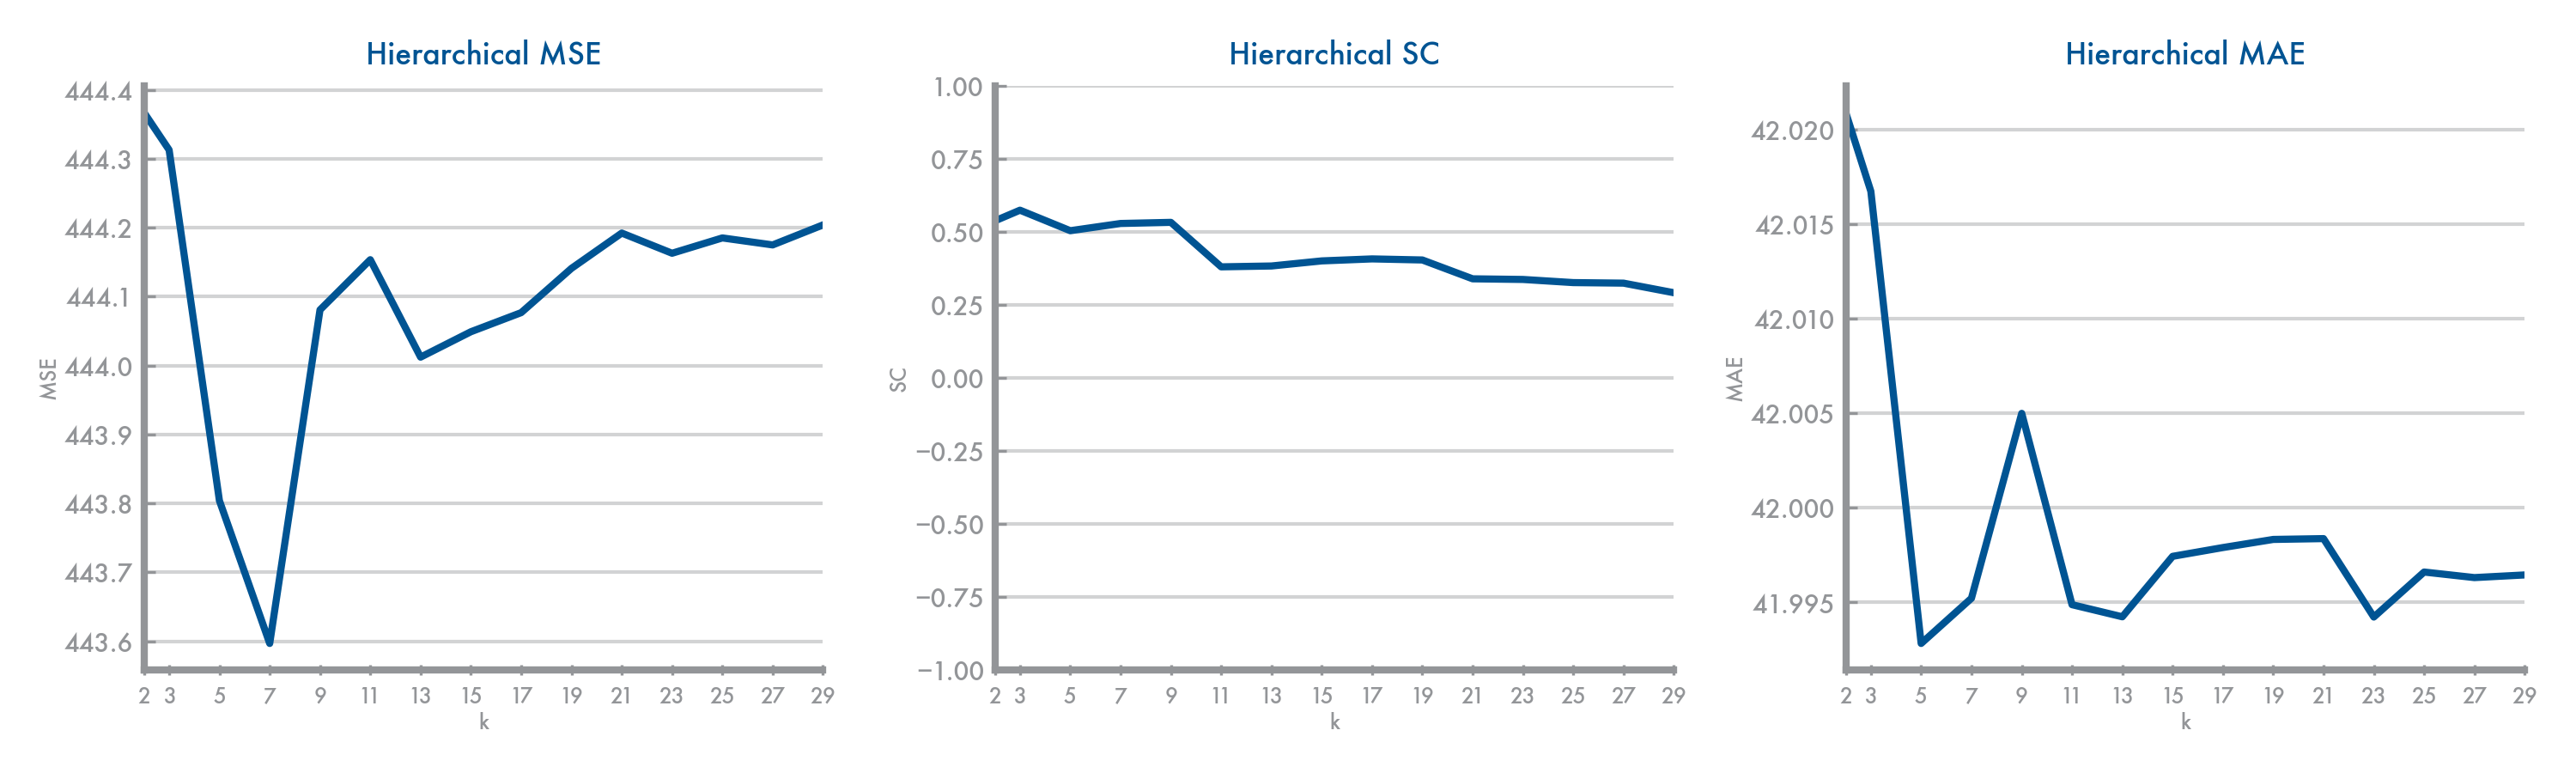 Hierarchical MSE
444.4
444.3
444.2
444.1
444.0
443.9
443.8
443.7
443.6
MSE
2 3 5 7 9 11 13 15 17 19 21 23 25 27 29
k
Hierarchical SC
1.00
0.75
0.50
0.25
0.00
−0.25
−0.50
−0.75
−1.00
SC
2 3 5 7 9 11 13 15 17 19 21 23 25 27 29
k
Hierarchical MAE
42.020
42.015
42.010
42.005
42.000
41.995
MAE
2 3 5 7 9 11 13 15 17 19 21 23 25 27 29
k